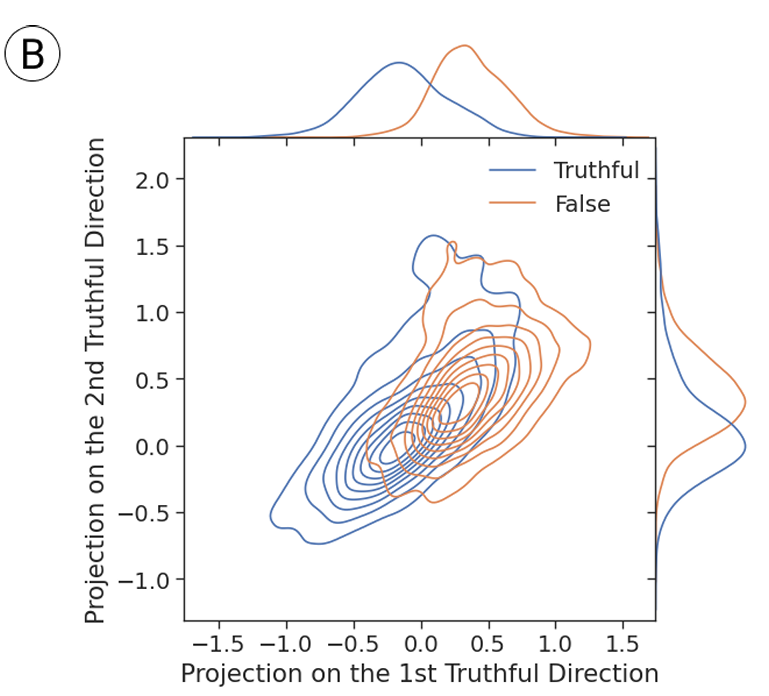 B
Truthful
False
2.0
1.5
1.0
0.5
0.0
−0.5
−1.0
Projection on the 2nd Truthful Direction
−1.5 −1.0 −0.5 0.0 0.5 1.0 1.5
Projection on the 1st Truthful Direction